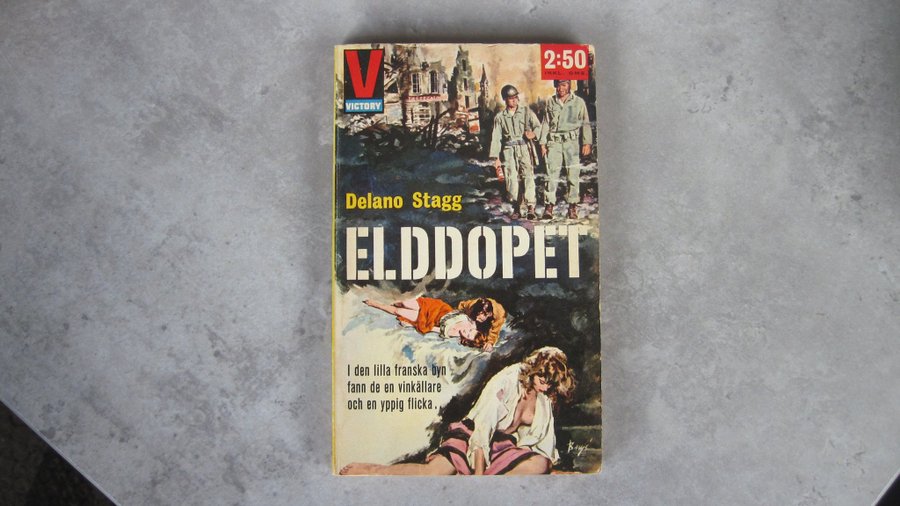 V
VICTORY
2:50
INKL. OMS.
Delano Stagg
ELDDOPET
I den lilla franska byn
fann de en vinkällare
och en yppig flicka.